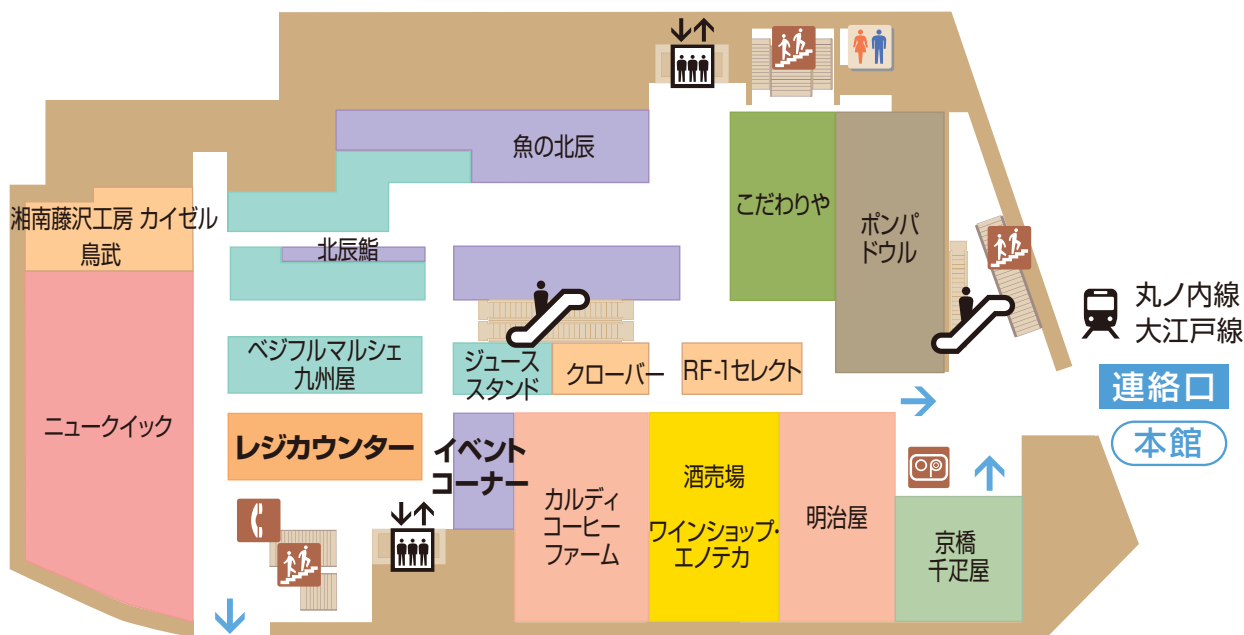 魚の北辰
湘南藤沢工房 カイゼル
鳥武
北辰鮨
こだわりや
ポンパ
ドウル
丸ノ内線
大江戸線
連絡口
本館
ベジフルマルシェ
九州屋
ジュース
スタンド
クローバー
RF-1セレクト
ニュークイック
レジカウンター
イベント
コーナー
カルディ
コーヒー
ファーム
酒売場
ワインショップ・
エノテカ
明治屋
京橋
千疋屋